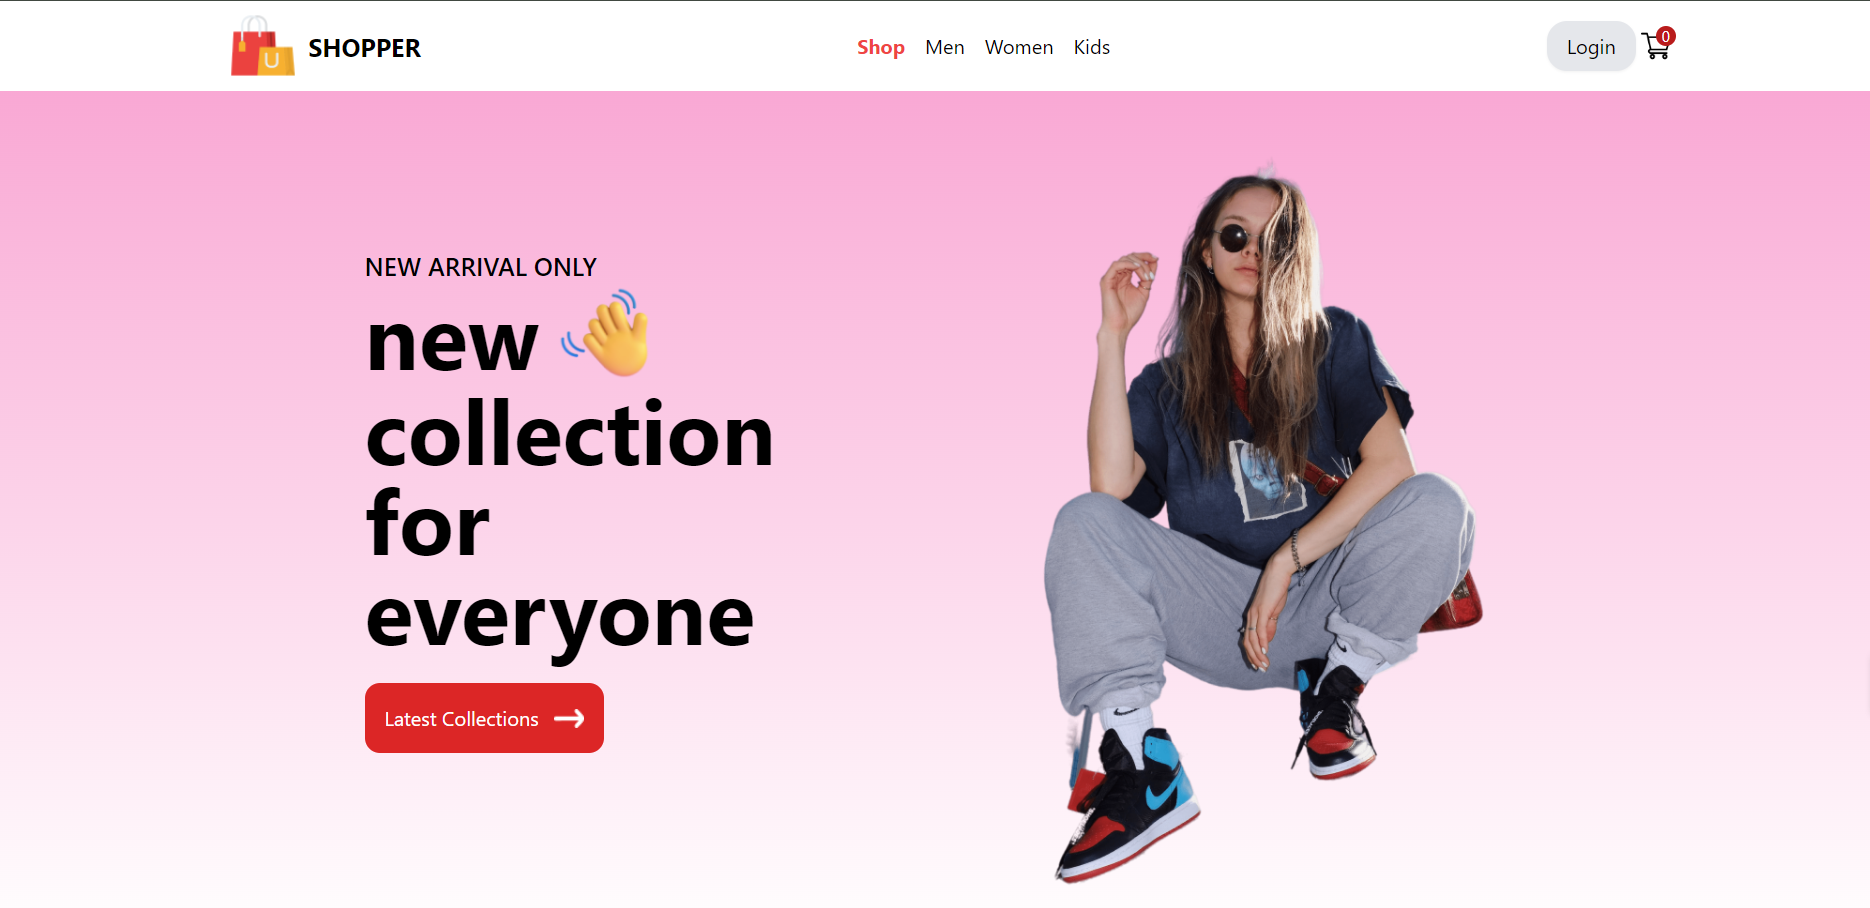 SHOPPER
Shop Men Women Kids
Login
0
NEW ARRIVAL ONLY
new
collection
for
everyone
Latest Collections